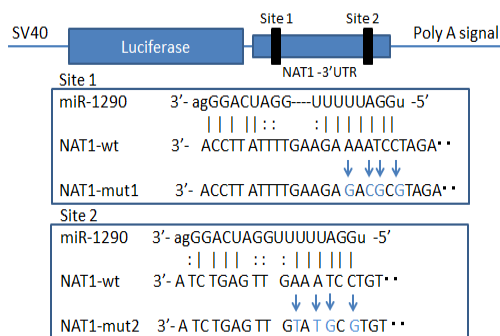 Site 1 Site 2
SV40 Luciferase Poly A signal
NAT1 -3'UTR
Site 1
miR-1290 3'- agGGACUAGG----UUUUUAGGu -5'
| | | | | : : : | | | | | |
NAT1-wt 3'- ACCTT ATTTTGAAGA AAATCCTAGA··
NAT1-mut1 3'- ACCTT ATTTTGAAGA GACGCGTAGA··
Site 2
miR-1290 3'- agGGACUAGGUUUUUAGGu -5'
: | | | | : : : | | | | | |
NAT1-wt 3'- A TC TGAG TT GAAA TC CTGT··
NAT1-mut2 3'- A TC TGAG TT GTA TGC GTGT··